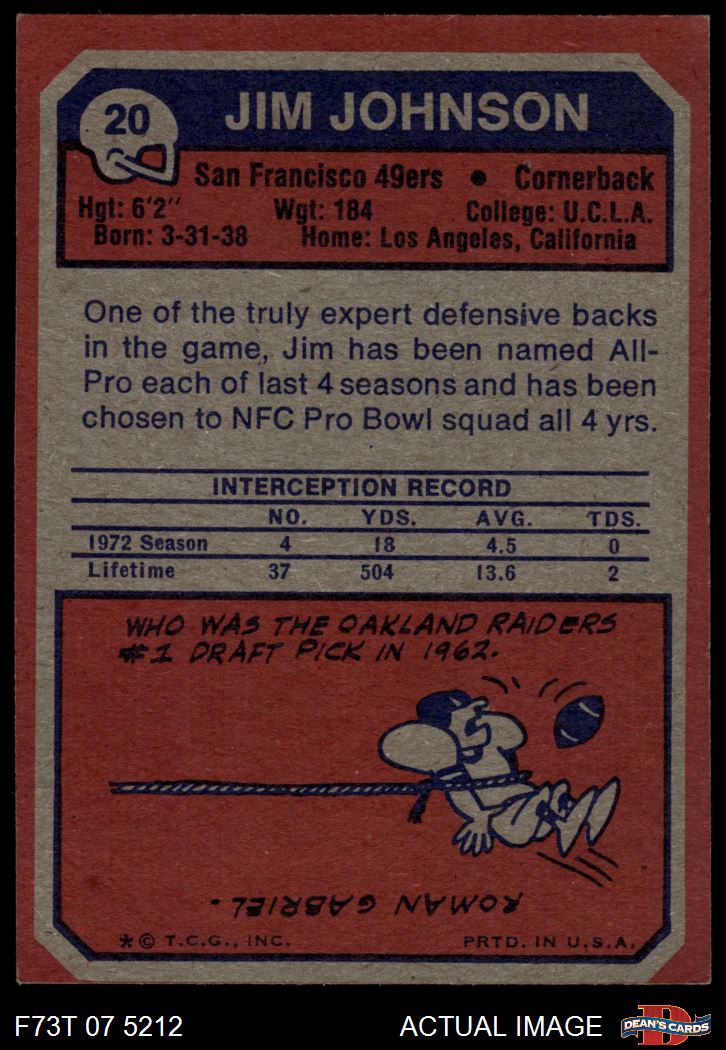 20
JIM JOHNSON
San Francisco 49ers • Cornerback
Hgt: 6'2" Wgt: 184 College: U.C.L.A.
Born: 3-31-38 Home: Los Angeles, California
One of the truly expert defensive backs
in the game, Jim has been named All-
Pro each of last 4 seasons and has been
chosen to NFC Pro Bowl squad all 4 yrs.
INTERCEPTION RECORD
NO. YDS. AVG. TDS.
1972 Season 4 18 4.5 0
Lifetime 37 504 13.6 2
WHO WAS THE OAKLAND RAIDERS
#1 DRAFT PICK IN 1962.
ROMAN GABRIEL.
* © T.C.G., INC. PRTD. IN U.S.A.
F73T 07 5212 ACTUAL IMAGE
D
DEAN'S CARDS